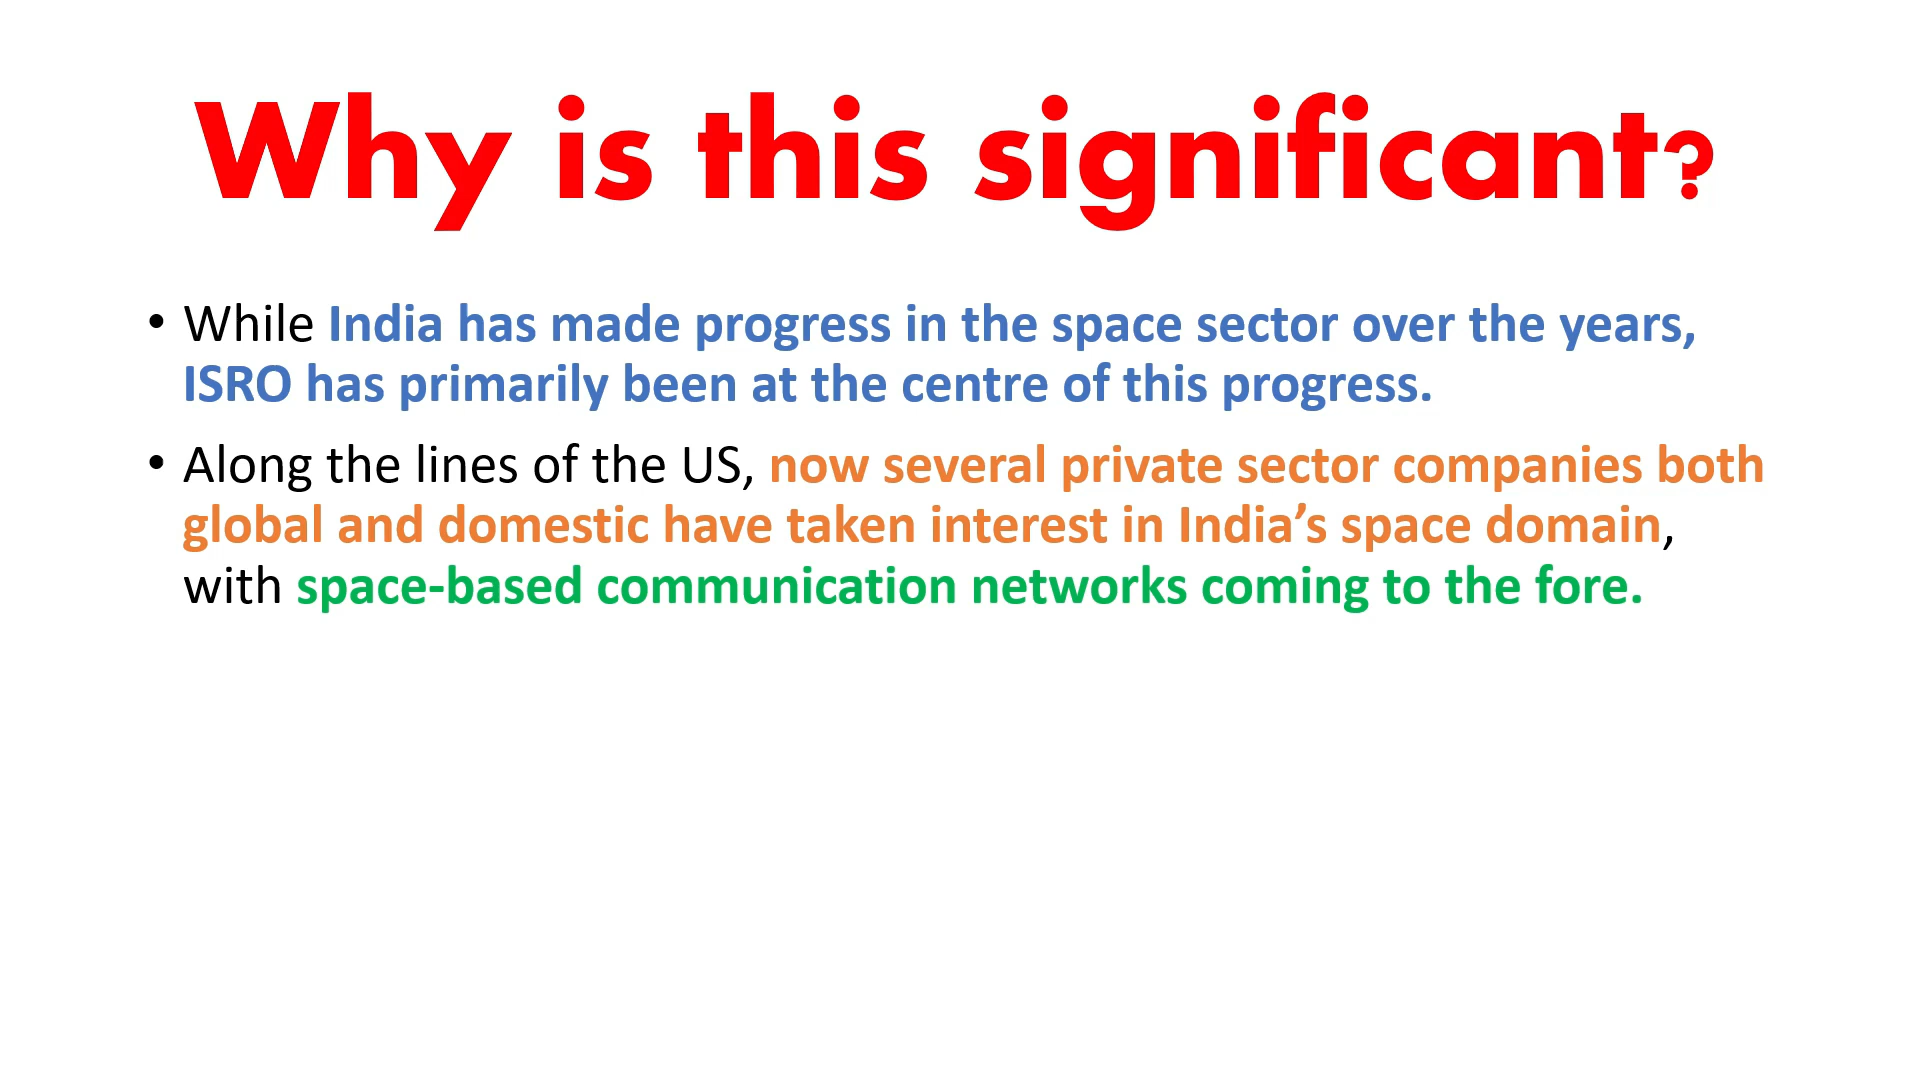 Why is this significant?
• While India has made progress in the space sector over the years,
ISRO has primarily been at the centre of this progress.
• Along the lines of the US, now several private sector companies both
global and domestic have taken interest in India’s space domain,
with space-based communication networks coming to the fore.